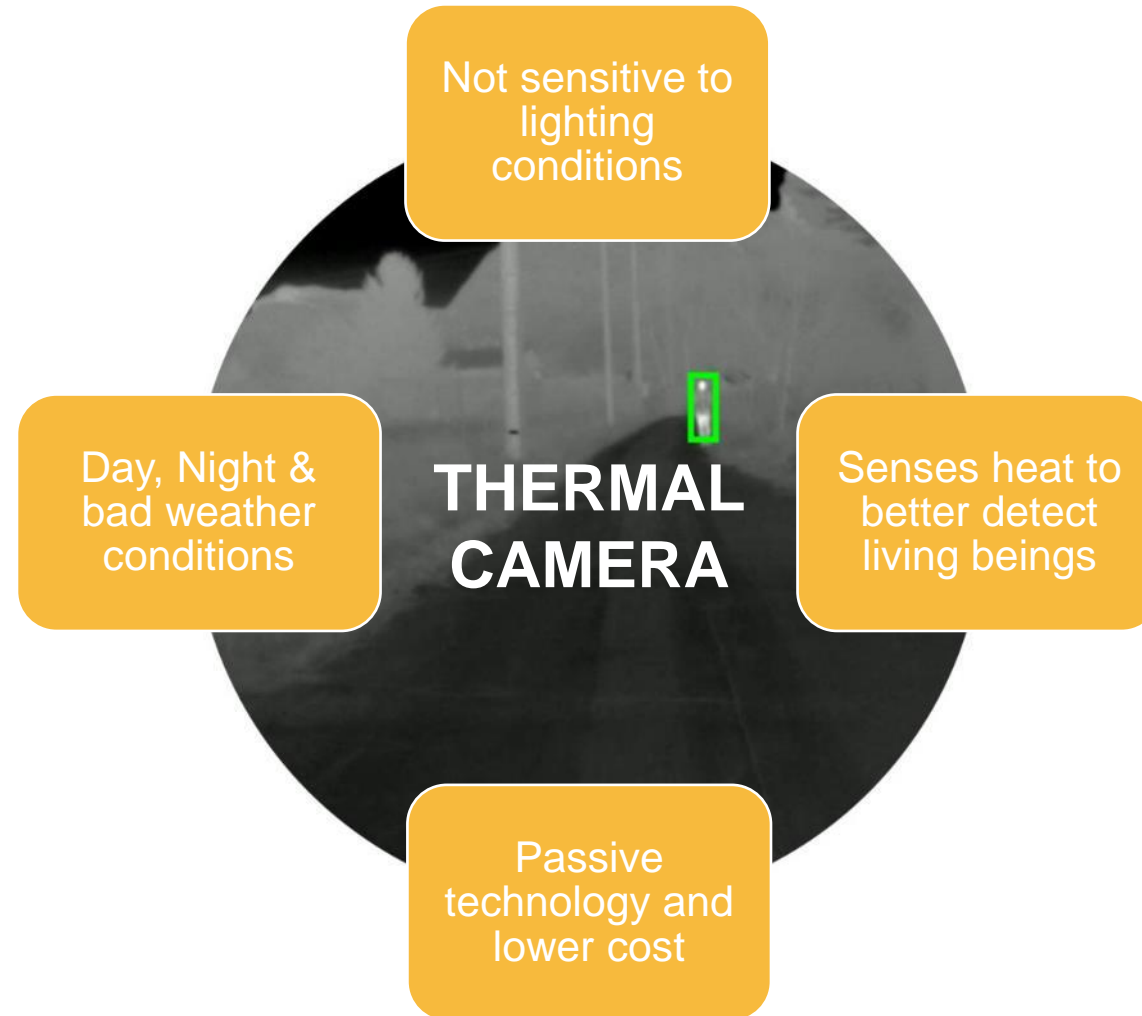 Not sensitive to
lighting
conditions
Day, Night &
bad weather
conditions
THERMAL
CAMERA
Senses heat to
better detect
living beings
Passive
technology and
lower cost